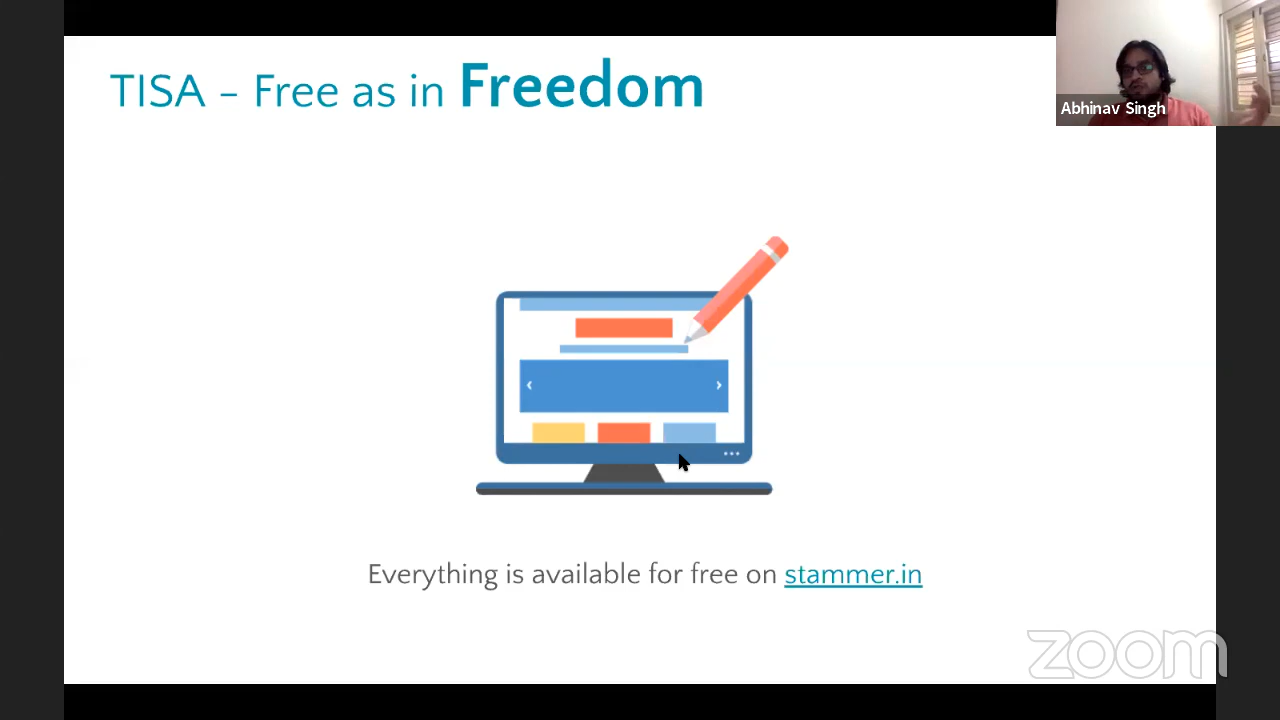 TISA - Free as in Freedom
Abhinav Singh
Everything is available for free on stammer.in
zoom